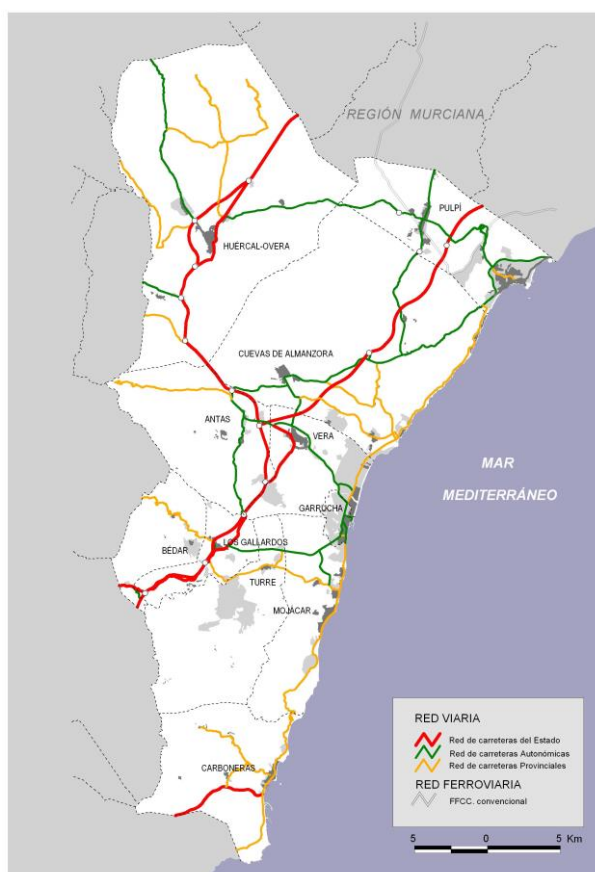 REGIÓN MURCIANA
PULPÍ
HUÉRCAL-OVERA
CUEVAS DE ALMANZORA
ANTAS
VERA
MAR
MEDITERRÁNEO
GARRUCHA
LOS GALLARDOS
BÉDAR
TURRE
MOJACAR
CARBONERAS
RED VIARIA
Red de carreteras del Estado
Red de carreteras Autonómicas
Red de carreteras Provinciales
RED FERROVIARIA
FFCC. convencional
5 0 5 Km